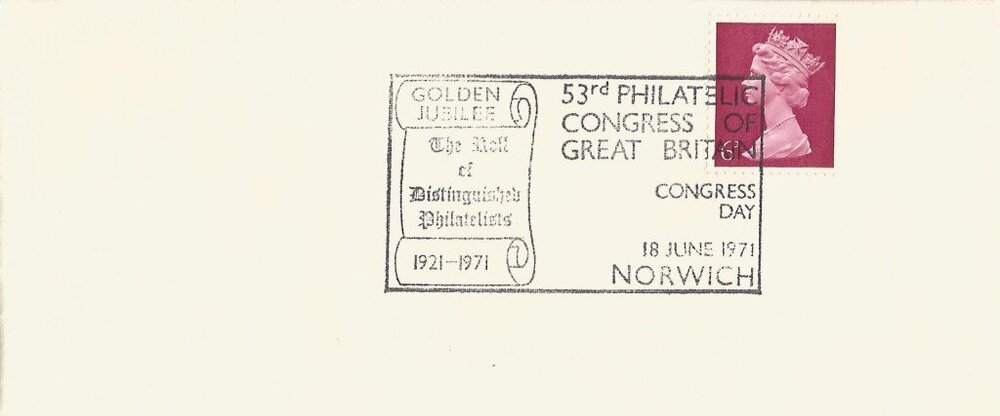 GOLDEN
JUBILEE
The Roll
of
Distinguished
Philatelists
1921-1971
53rd PHILATELIC
CONGRESS OF
GREAT BRITAIN
CONGRESS
DAY
18 JUNE 1971
NORWICH
6P